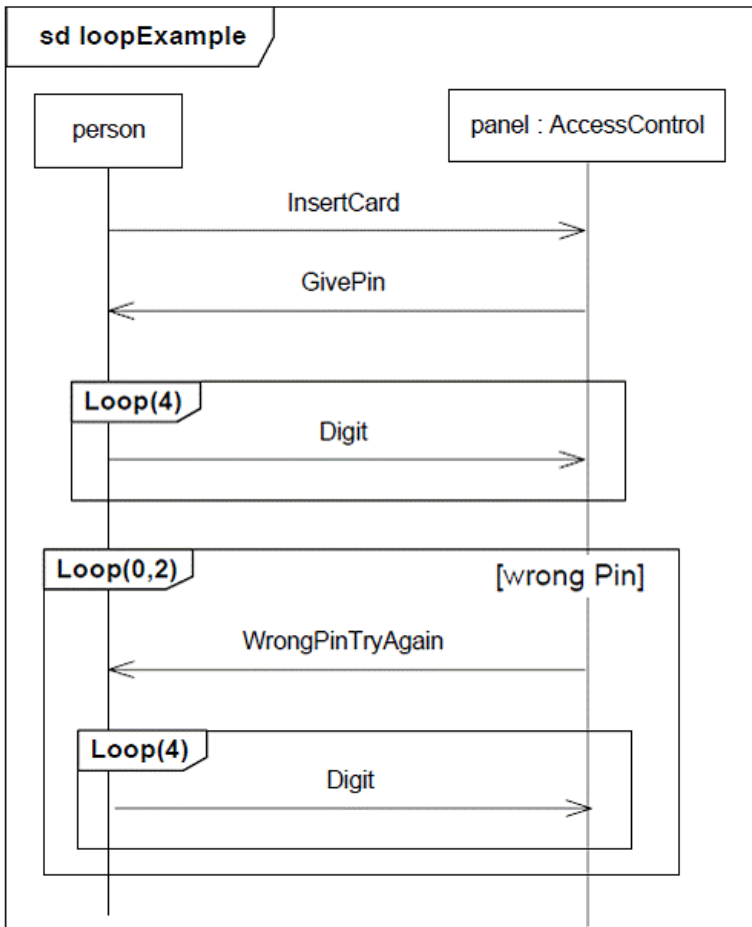 sd loopExample
person
panel : AccessControl
InsertCard
GivePin
Loop(4)
Digit
Loop(0,2)
[wrong Pin]
WrongPinTryAgain
Loop(4)
Digit